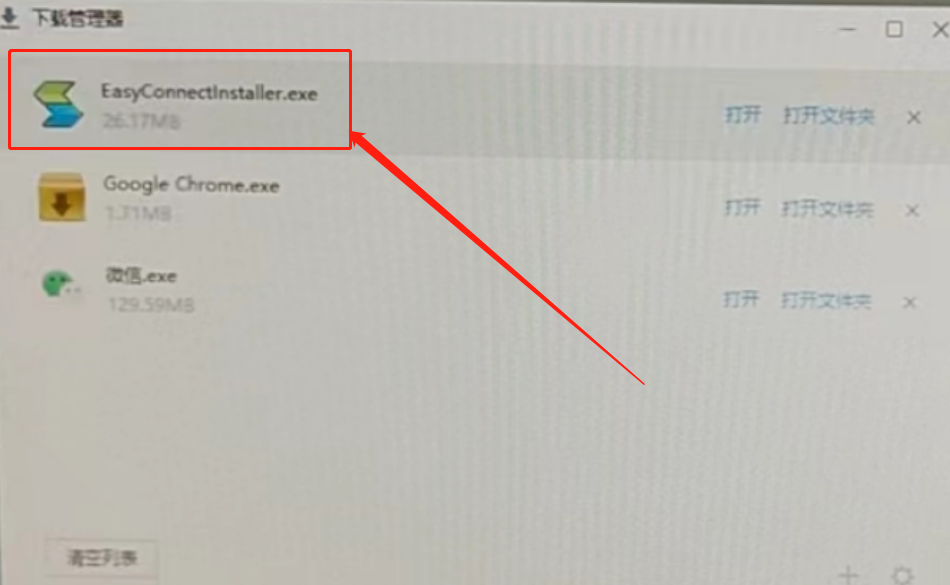 下载管理器
EasyConnectInstaller.exe
26.17MB
打开 打开文件夹
Google Chrome.exe
1.71MB
打开 打开文件夹
微信.exe
129.59MB
打开 打开文件夹
清空列表